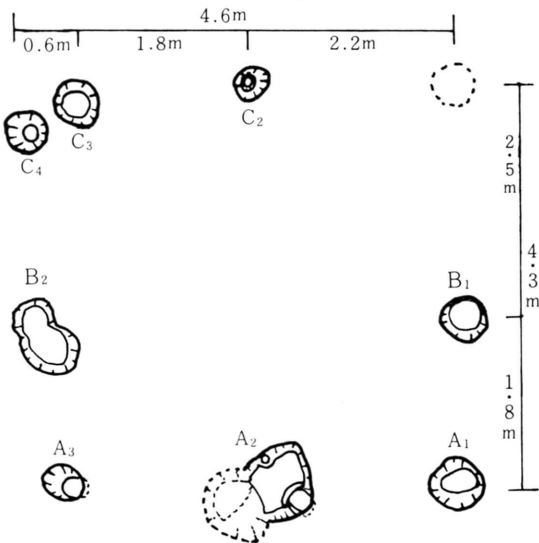 4.6m
0.6m 1.8m 2.2m
C₂
C₃
C₄
2.5m
4.3m
B₂
B₁
1.8m
A₃
A₂
A₁